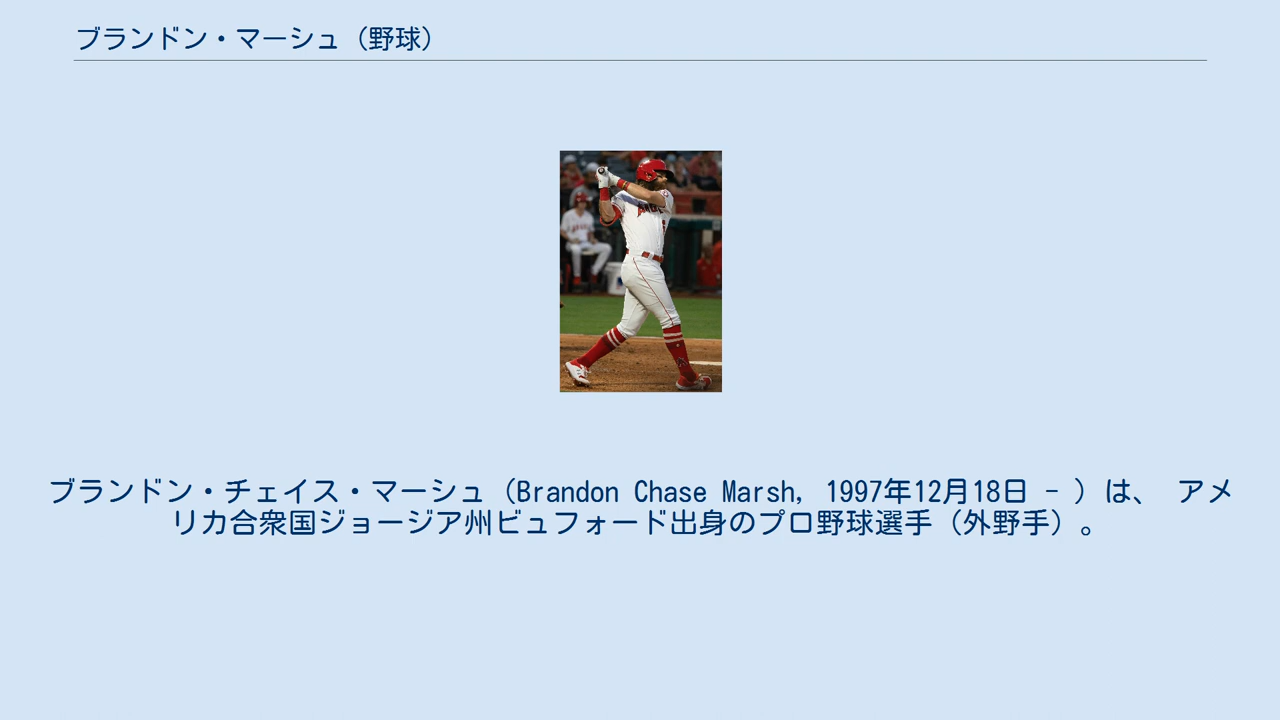 ブランドン・マーシュ（野球）
ブランドン・チェイス・マーシュ（Brandon Chase Marsh, 1997年12月18日 - ）は、 アメ
リカ合衆国ジョージア州ビュフォード出身のプロ野球選手（外野手）。